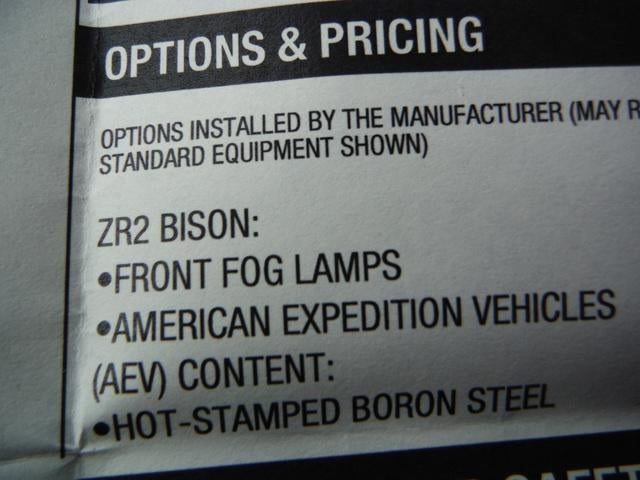 OPTIONS & PRICING
OPTIONS INSTALLED BY THE MANUFACTURER (MAY
STANDARD EQUIPMENT SHOWN)
ZR2 BISON:
•FRONT FOG LAMPS
•AMERICAN EXPEDITION VEHICLES
(AEV) CONTENT:
•HOT-STAMPED BORON STEEL